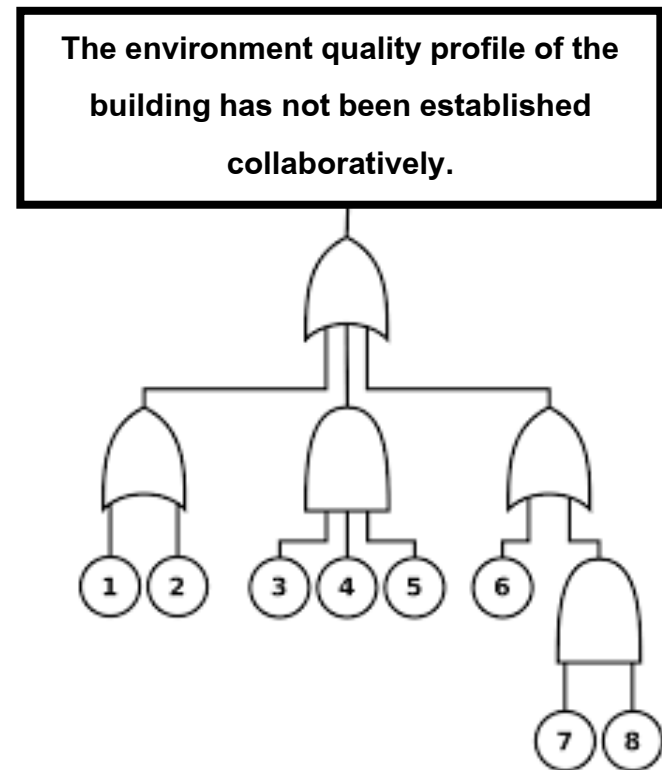 The environment quality profile of the
building has not been established
collaboratively.
1 2 3 4 5 6
7 8